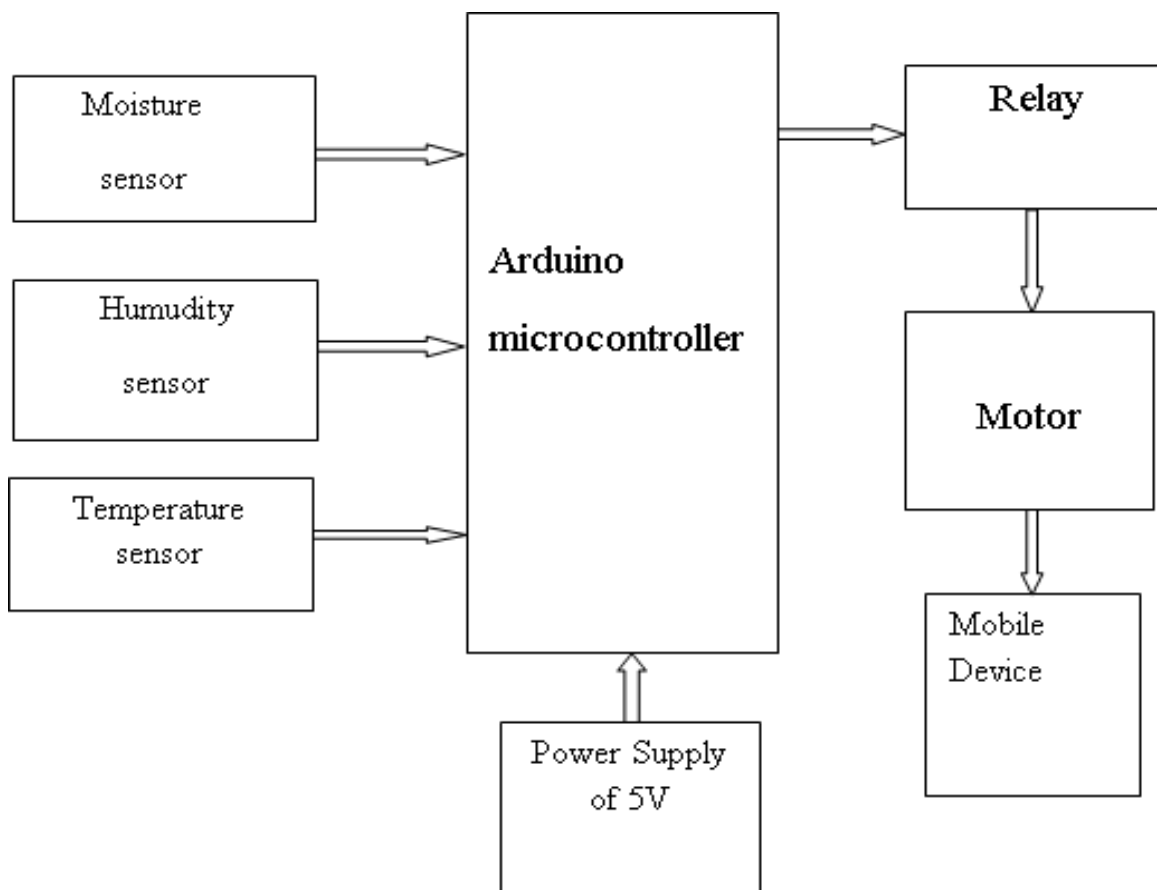 Moisture
sensor
Humudity
sensor
Temperature
sensor
Arduino
microcontroller
Power Supply
of 5V
Relay
Motor
Mobile
Device